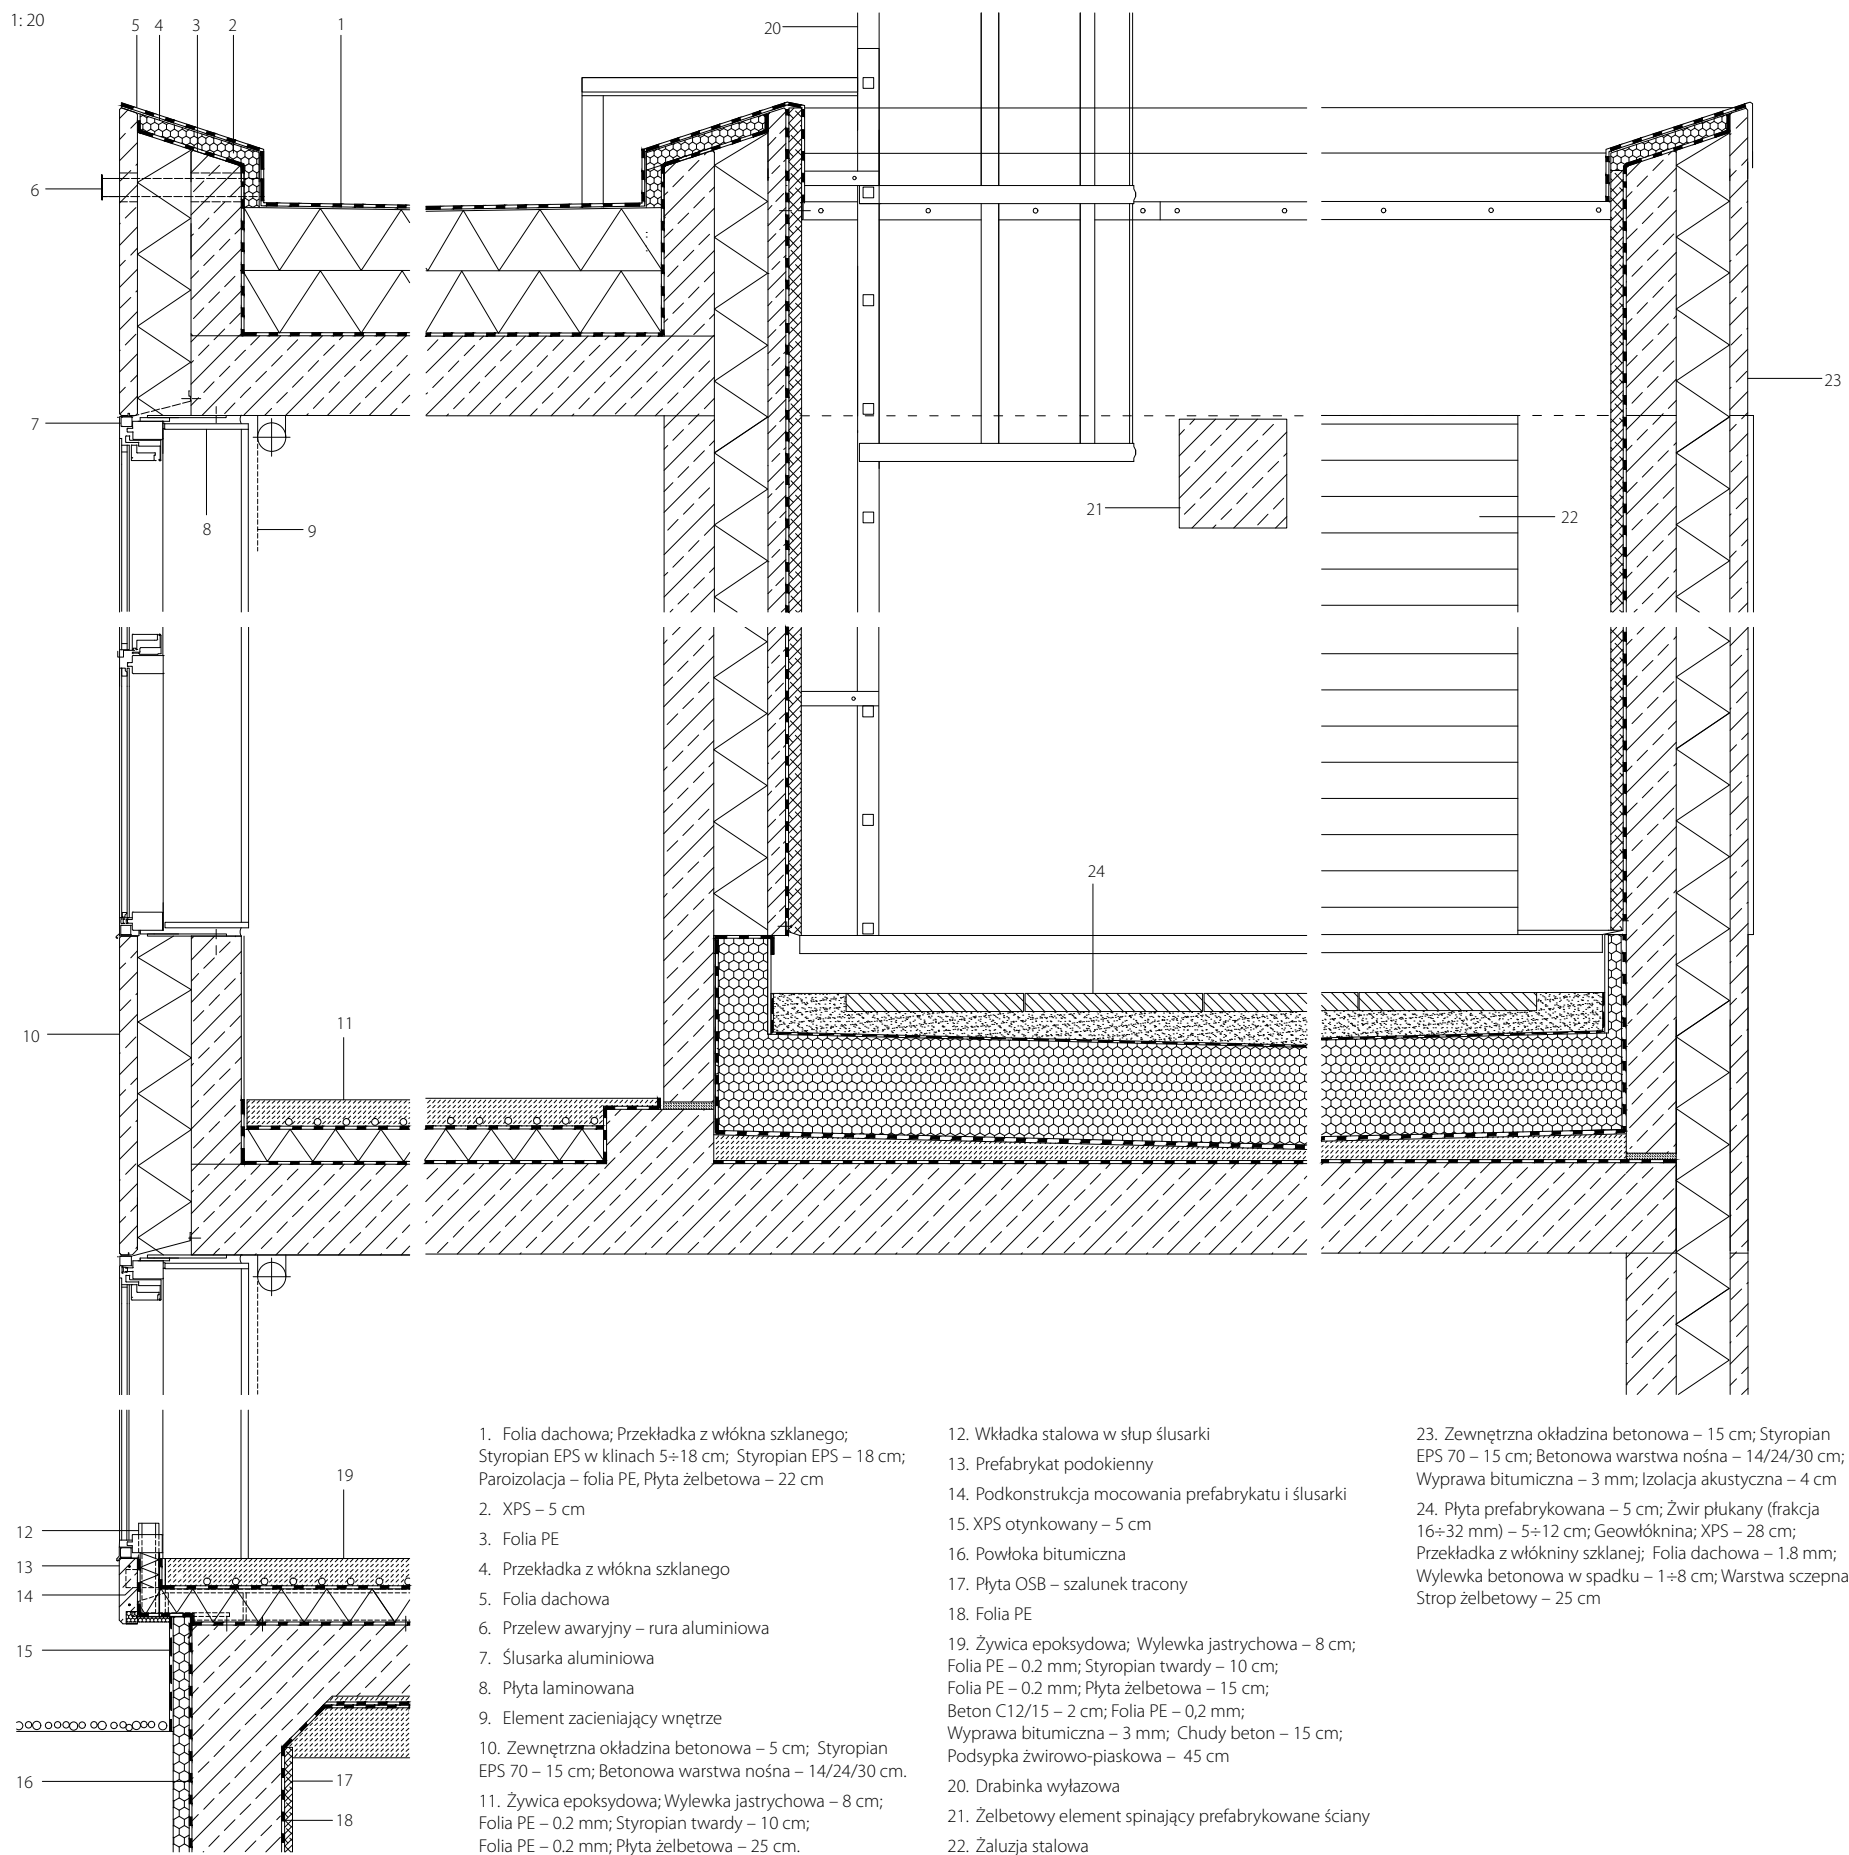 1: 20
5 4 3 2 1
20
6
7
23
8
9
21
22
24
10
11
19
12
13
14
15
16
17
18
1. Folia dachowa; Przekładka z włókna szklanego;
Styropian EPS w klinach 5÷18 cm; Styropian EPS – 18 cm;
Paroizolacja – folia PE, Płyta żelbetowa – 22 cm
2. XPS – 5 cm
3. Folia PE
4. Przekładka z włókna szklanego
5. Folia dachowa
6. Przelew awaryjny – rura aluminiowa
7. Ślusarka aluminiowa
8. Płyta laminowana
9. Element zacieniający wnętrze
10. Zewnętrzna okładzina betonowa – 5 cm; Styropian
EPS 70 – 15 cm; Betonowa warstwa nośna – 14/24/30 cm.
11. Żywica epoksydowa; Wylewka jastrychowa – 8 cm;
Folia PE – 0.2 mm; Styropian twardy – 10 cm;
Folia PE – 0.2 mm; Płyta żelbetowa – 25 cm.
12. Wkładka stalowa w słup ślusarki
13. Prefabrykat podokienny
14. Podkonstrukcja mocowania prefabrykatu i ślusarki
15. XPS otynkowany – 5 cm
16. Powłoka bitumiczna
17. Płyta OSB – szalunek tracony
18. Folia PE
19. Żywica epoksydowa; Wylewka jastrychowa – 8 cm;
Folia PE – 0.2 mm; Styropian twardy – 10 cm;
Folia PE – 0.2 mm; Płyta żelbetowa – 15 cm;
Beton C12/15 – 2 cm; Folia PE – 0,2 mm;
Wyprawa bitumiczna – 3 mm; Chudy beton – 15 cm;
Podsypka żwirowo-piaskowa – 45 cm
20. Drabinka wyłazowa
21. Żelbetowy element spinający prefabrykowane ściany
22. Żaluzja stalowa
23. Zewnętrzna okładzina betonowa – 15 cm; Styropian
EPS 70 – 15 cm; Betonowa warstwa nośna – 14/24/30 cm;
Wyprawa bitumiczna – 3 mm; Izolacja akustyczna – 4 cm
24. Płyta prefabrykowana – 5 cm; Żwir płukany (frakcja
16÷32 mm) – 5÷12 cm; Geowłóknina; XPS – 28 cm;
Przekładka z włókniny szklanej; Folia dachowa – 1.8 mm;
Wylewka betonowa w spadku – 1÷8 cm; Warstwa sczepna
Strop żelbetowy – 25 cm